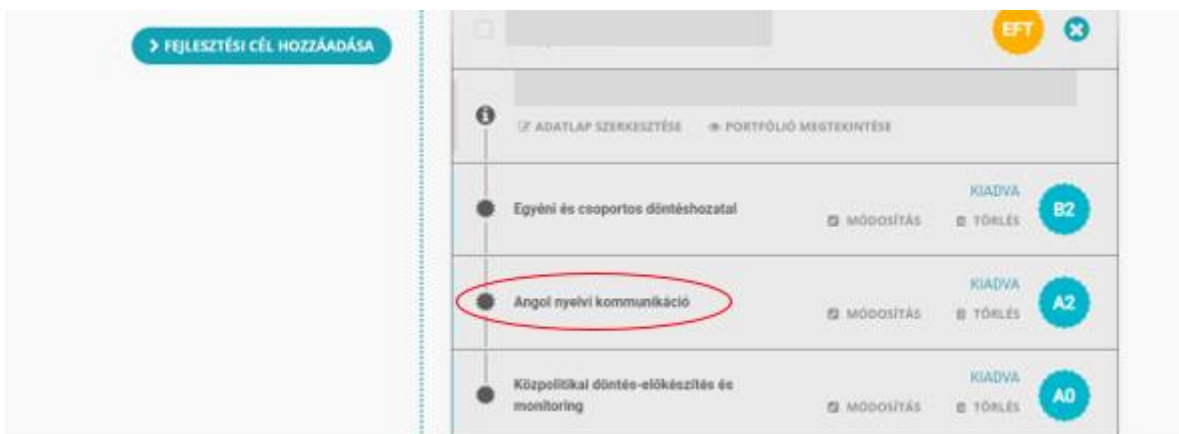 FEJLESZTÉSI CÉL HOZZÁADÁSA
EFT
ADATLAP SZERKESZTÉSE PORTFÓLIÓ MEGTEKINTÉSE
Egyéni és csoportos döntéshozatal
KIADVA
MÓDOSÍTÁS TÖRLÉS
B2
Angol nyelvi kommunikáció
KIADVA
MÓDOSÍTÁS TÖRLÉS
A2
Közpolitikai döntés-előkészítés és
monitoring
KIADVA
MÓDOSÍTÁS TÖRLÉS
A0